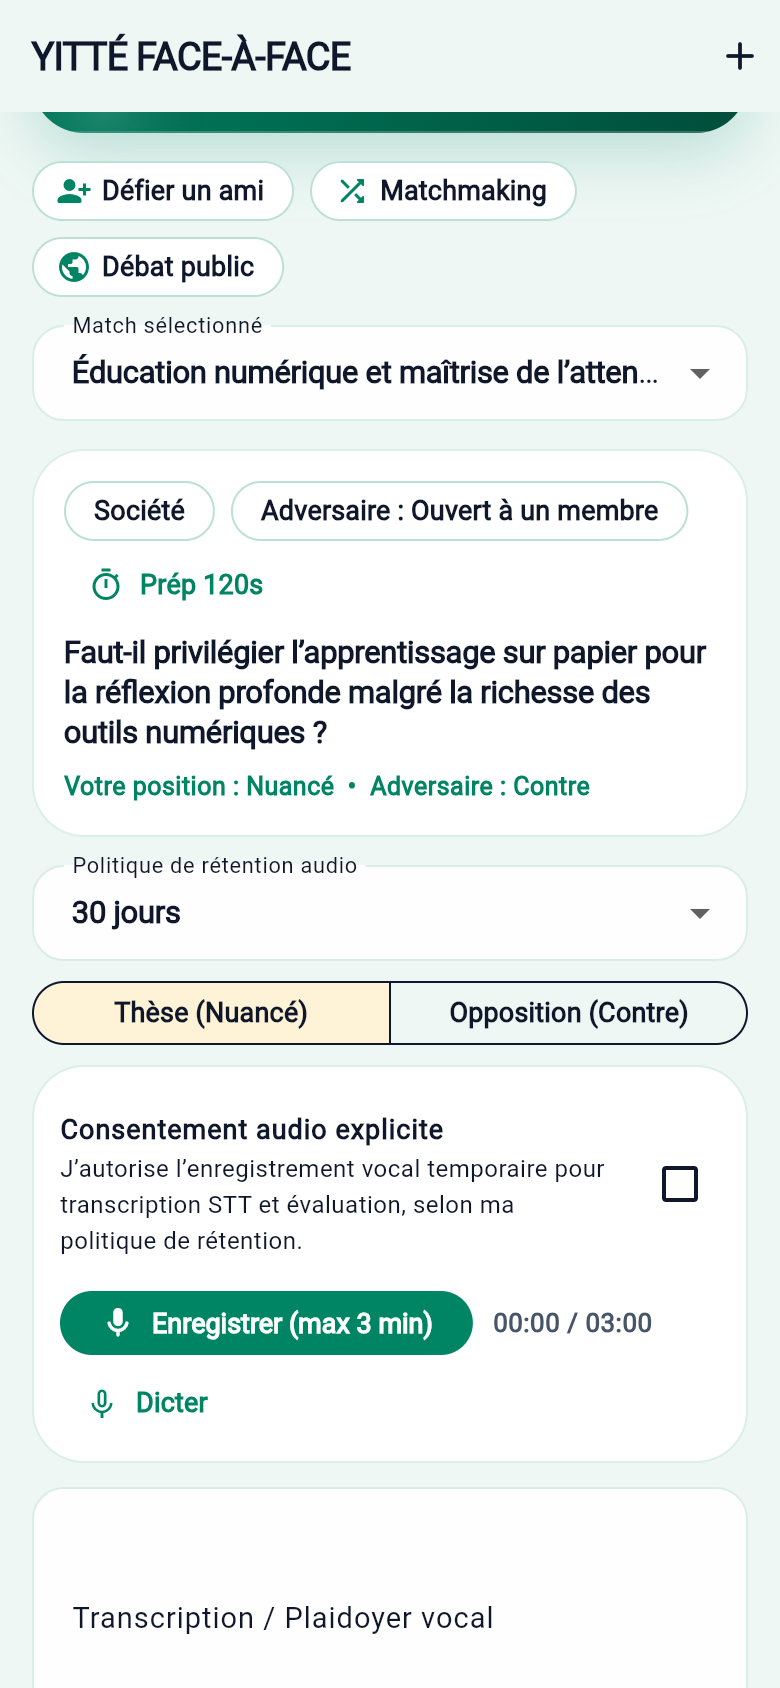 YITTÉ FACE-À-FACE
Défier un ami
Matchmaking
Débat public
Match sélectionné
Éducation numérique et maîtrise de l’atten...
Société
Adversaire : Ouvert à un membre
Prép 120s
Faut-il privilégier l’apprentissage sur papier pour
la réflexion profonde malgré la richesse des
outils numériques ?
Votre position : Nuancé • Adversaire : Contre
Politique de rétention audio
30 jours
Thèse (Nuancé)
Opposition (Contre)
Consentement audio explicite
J’autorise l’enregistrement vocal temporaire pour
transcription STT et évaluation, selon ma
politique de rétention.
Enregistrer (max 3 min)
00:00 / 03:00
Dicter
Transcription / Plaidoyer vocal